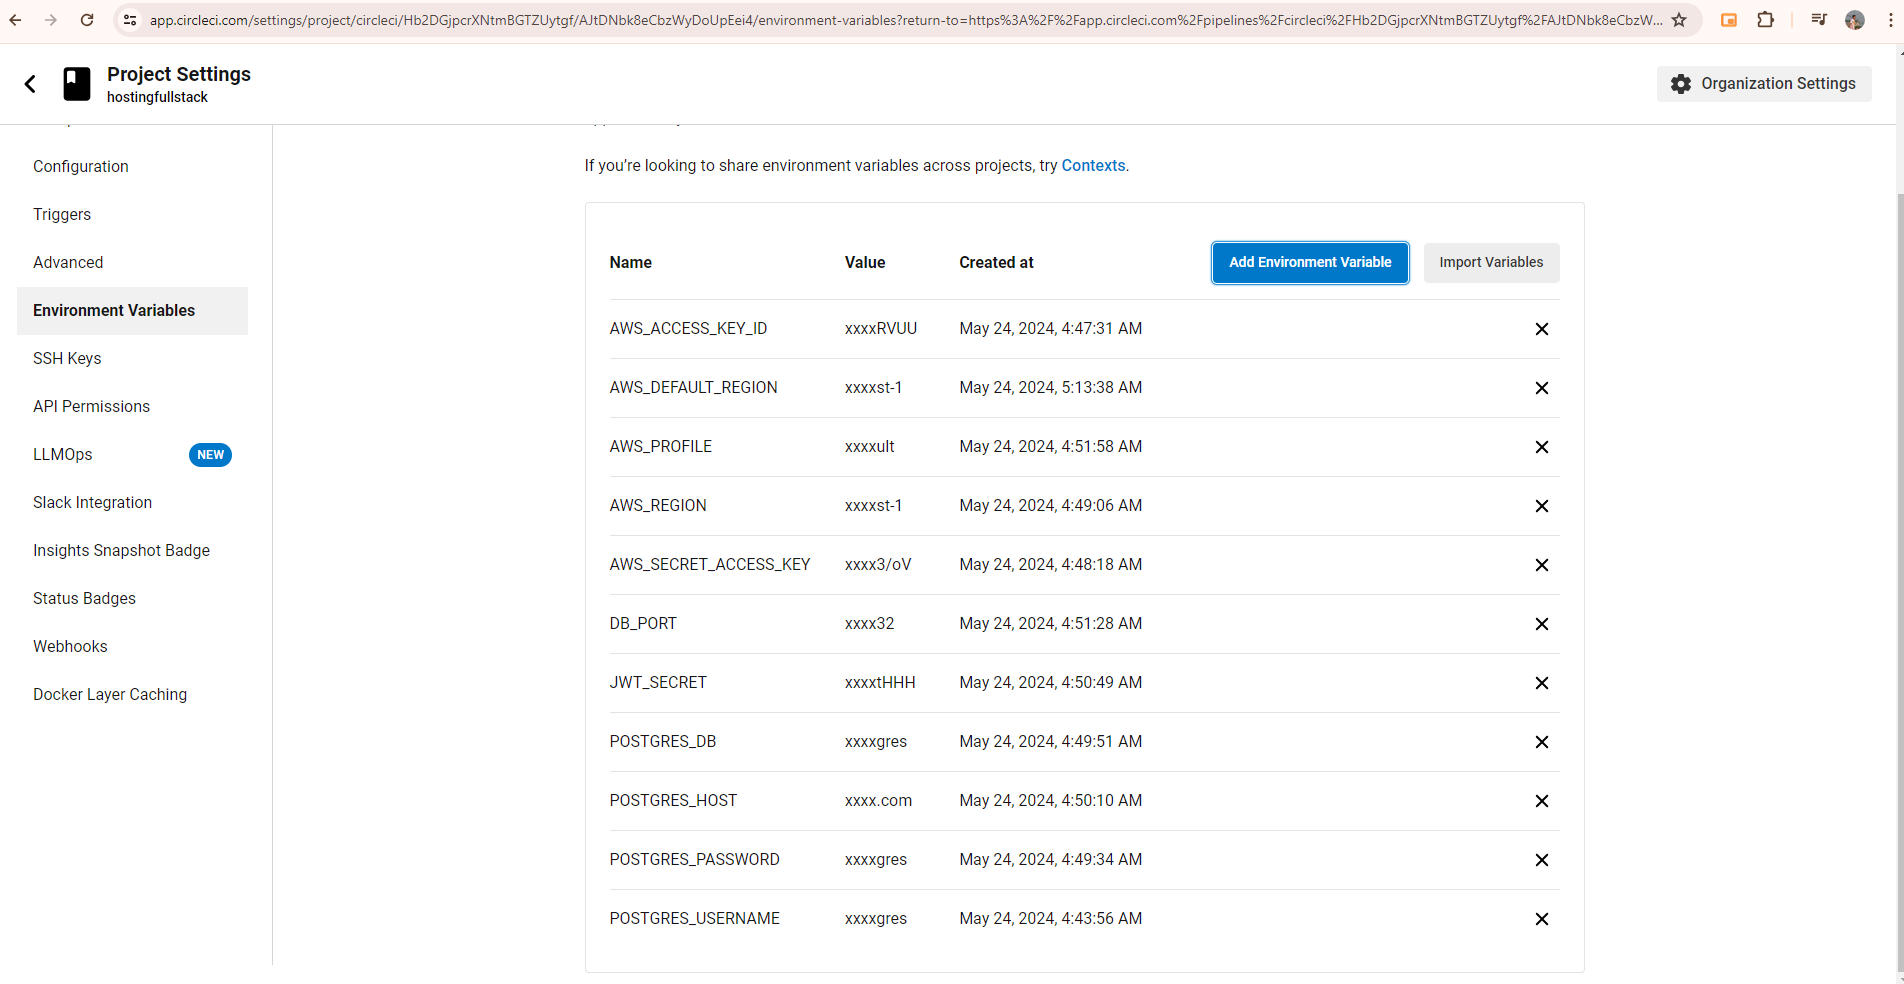 app.circleci.com/settings/project/circleci/Hb2DGjpcrXNtmBGTZUytgf/AJtDNbk8eCbzWyDoUpEei4/environment-variables?return-to=https%3A%2F%2Fapp.circleci.com%2Fpipelines%2Fcircleci%2FHb2DGjpcrXNtmBGTZUytgf%2FAJtDNbk8eCbzW...
Project Settings
hostingfullstack
Organization Settings
Configuration
Triggers
Advanced
Environment Variables
SSH Keys
API Permissions
LLMOps NEW
Slack Integration
Insights Snapshot Badge
Status Badges
Webhooks
Docker Layer Caching
If you’re looking to share environment variables across projects, try Contexts.
Name Value Created at Add Environment Variable Import Variables
AWS_ACCESS_KEY_ID xxxxRVUU May 24, 2024, 4:47:31 AM
AWS_DEFAULT_REGION xxxxst-1 May 24, 2024, 5:13:38 AM
AWS_PROFILE xxxxult May 24, 2024, 4:51:58 AM
AWS_REGION xxxxst-1 May 24, 2024, 4:49:06 AM
AWS_SECRET_ACCESS_KEY xxxx3/oV May 24, 2024, 4:48:18 AM
DB_PORT xxxx32 May 24, 2024, 4:51:28 AM
JWT_SECRET xxxxtHHH May 24, 2024, 4:50:49 AM
POSTGRES_DB xxxxgres May 24, 2024, 4:49:51 AM
POSTGRES_HOST xxxx.com May 24, 2024, 4:50:10 AM
POSTGRES_PASSWORD xxxxgres May 24, 2024, 4:49:34 AM
POSTGRES_USERNAME xxxxgres May 24, 2024, 4:43:56 AM